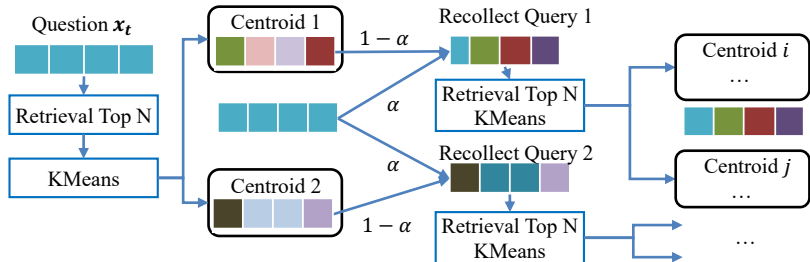 Question x_t
Retrieval Top N
KMeans
Centroid 1
Centroid 2
1 − α
α
α
1 − α
Recollect Query 1
Retrieval Top N
KMeans
Recollect Query 2
Retrieval Top N
KMeans
Centroid i
...
Centroid j
...
...